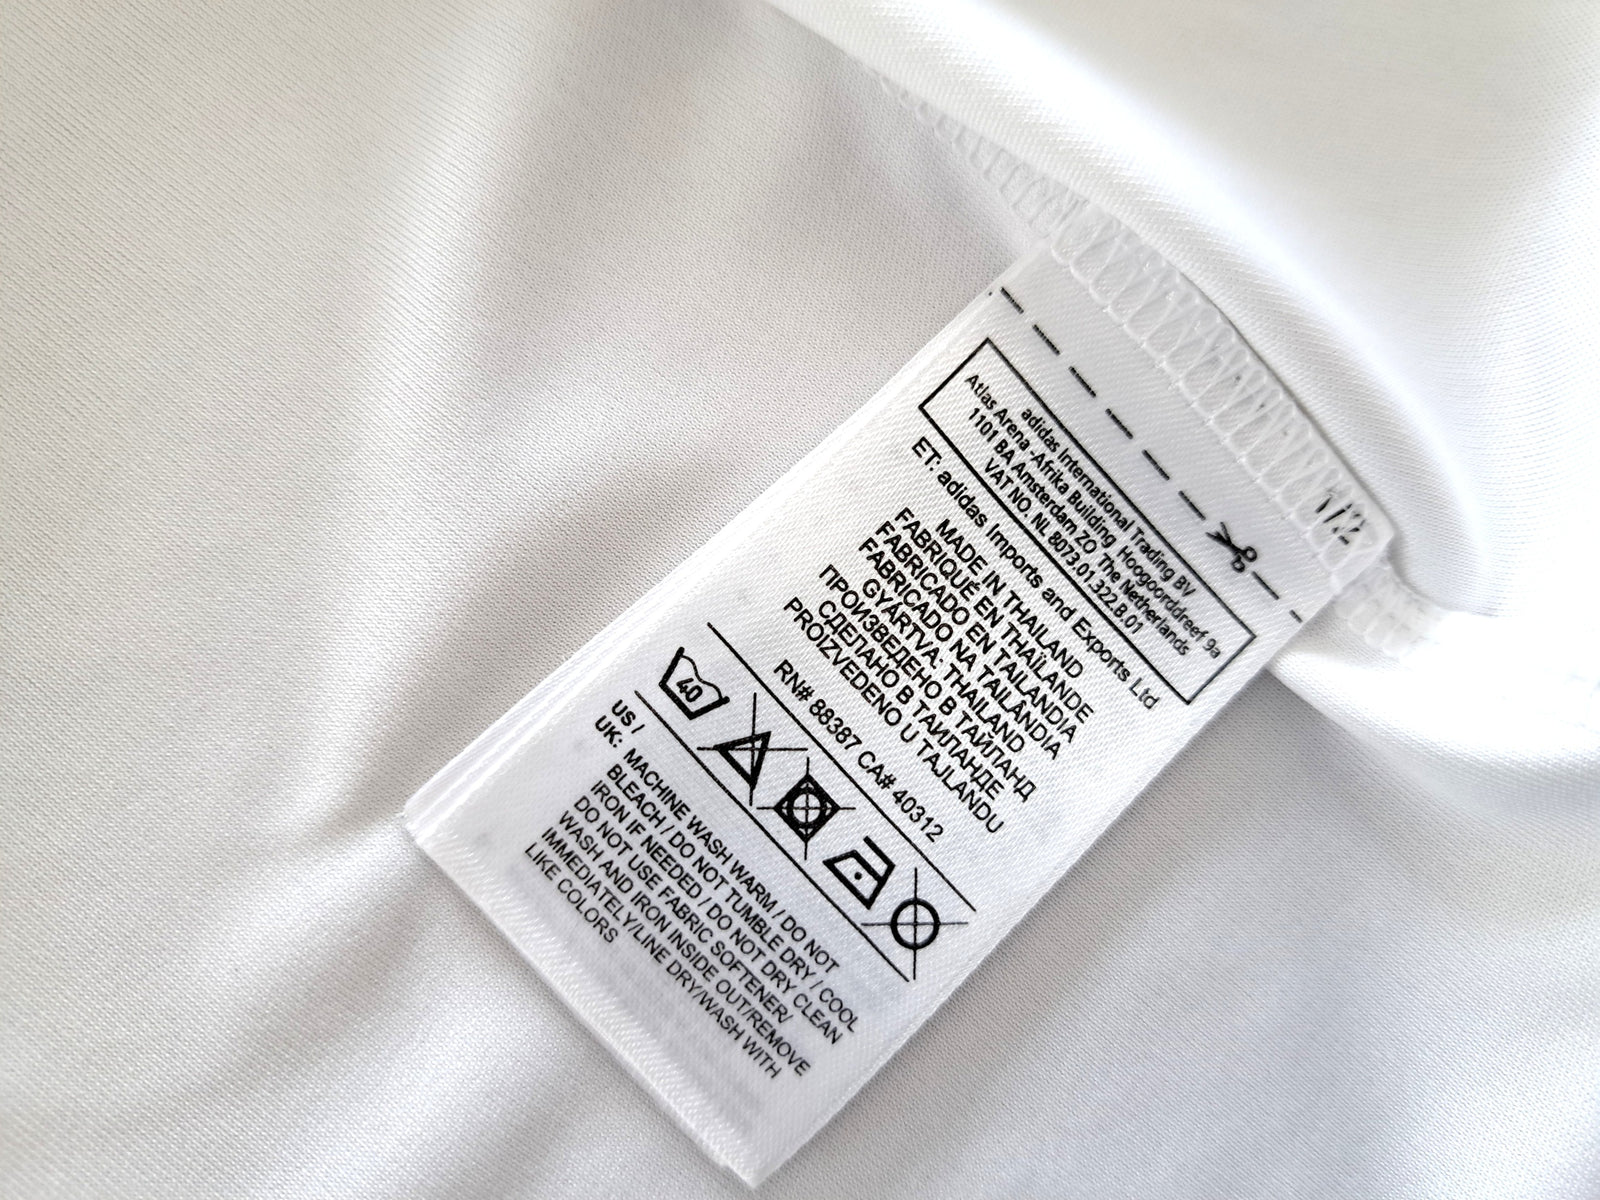 1/2
adidas International Trading BV
Atlas Arena -Afrika Building Hoogoorddreef 9a
1101 BA Amsterdam ZO The Netherlands
VAT NO. NL 8073.01.322.B.01
ET: adidas Imports and Exports Ltd
MADE IN THAILAND
FABRIQUÉ EN THAÏLANDE
FABRICADO EN TAILANDIA
FABRICADO NA TAILÂNDIA
GYÁRTVA: THAILAND
ПРОИЗВЕДЕНО В ТАЙЛАНД
СДЕЛАНО В ТАИЛАНДЕ
PROIZVEDENO U TAJLANDU
RN# 88387 CA# 40312
40
US /
UK: MACHINE WASH WARM / DO NOT
BLEACH / DO NOT TUMBLE DRY / COOL
IRON IF NEEDED / DO NOT DRY CLEAN
DO NOT USE FABRIC SOFTENER/
WASH AND IRON INSIDE OUT/REMOVE
IMMEDIATELY/LINE DRY/WASH WITH
LIKE COLORS